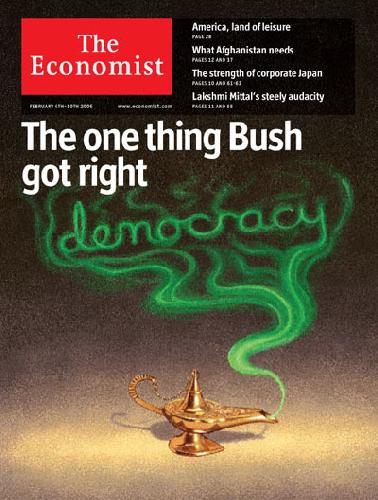 The
Economist
FEBRUARY 4TH-10TH 2006
www.economist.com
America, land of leisure
PAGE 28
What Afghanistan needs
PAGES 12 AND 37
The strength of corporate Japan
PAGES 10 AND 61-63
Lakshmi Mittal's steely audacity
PAGES 11 AND
The one thing Bush
got right
democracy